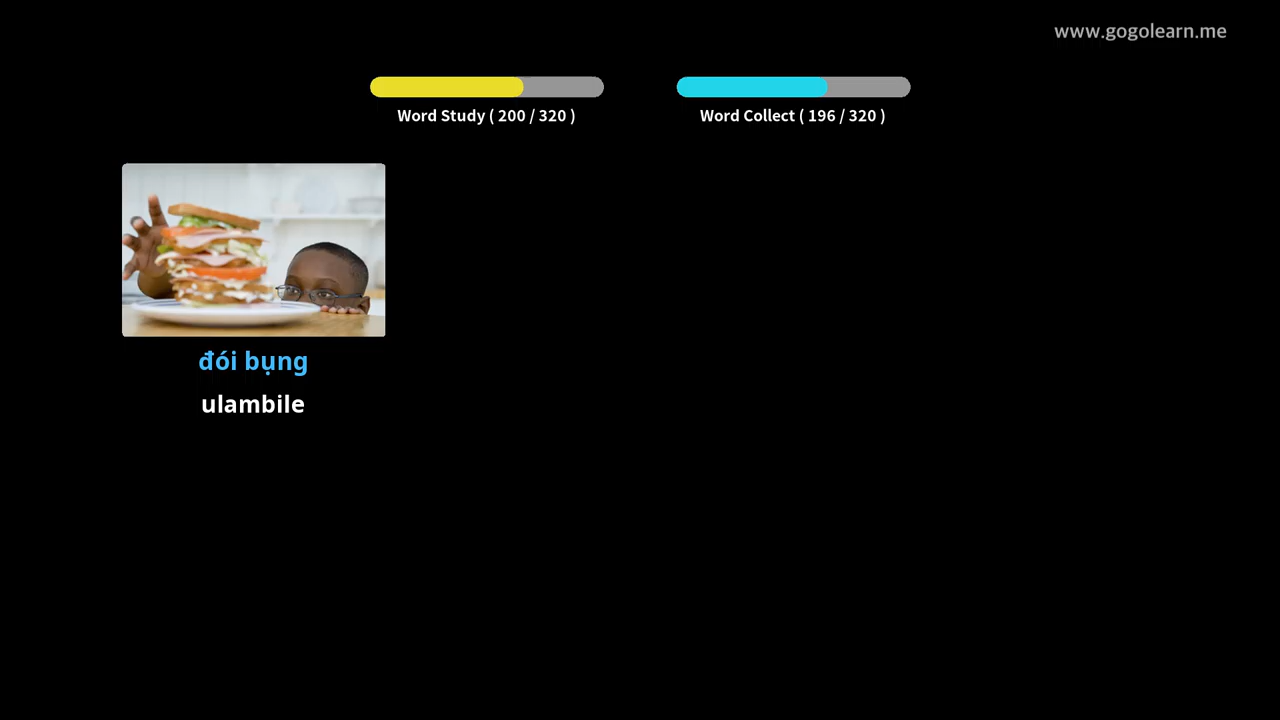 www.gogolearn.me
Word Study ( 200 / 320 )
Word Collect ( 196 / 320 )
đói bụng
ulambile